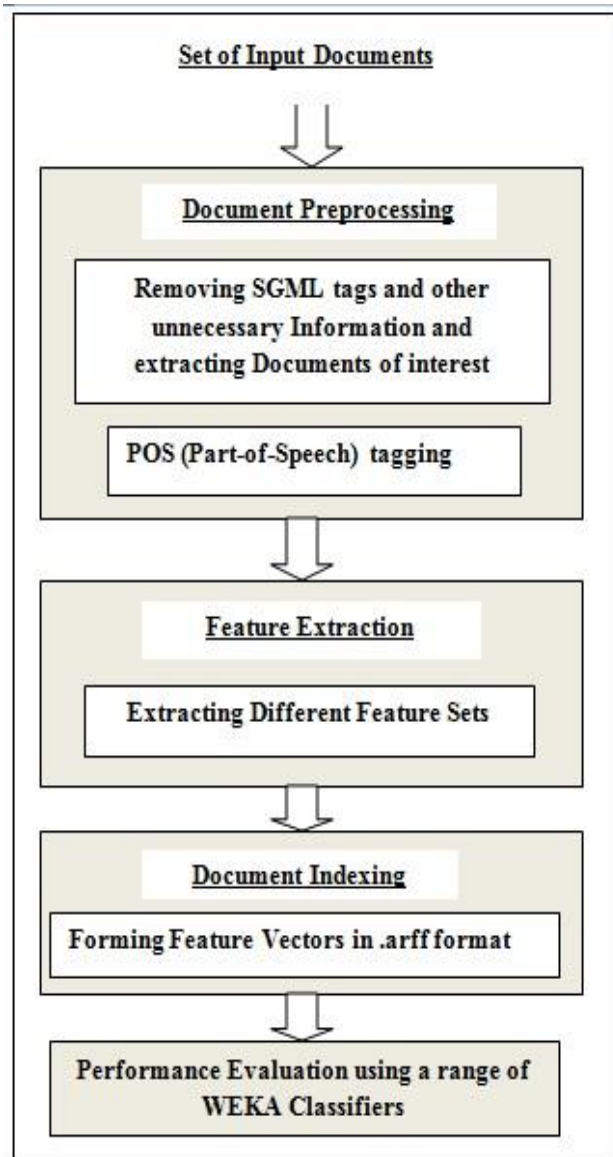 Set of Input Documents
Document Preprocessing
Removing SGML tags and other
unnecessary Information and
extracting Documents of interest
POS (Part-of-Speech) tagging
Feature Extraction
Extracting Different Feature Sets
Document Indexing
Forming Feature Vectors in .arff format
Performance Evaluation using a range of
WEKA Classifiers